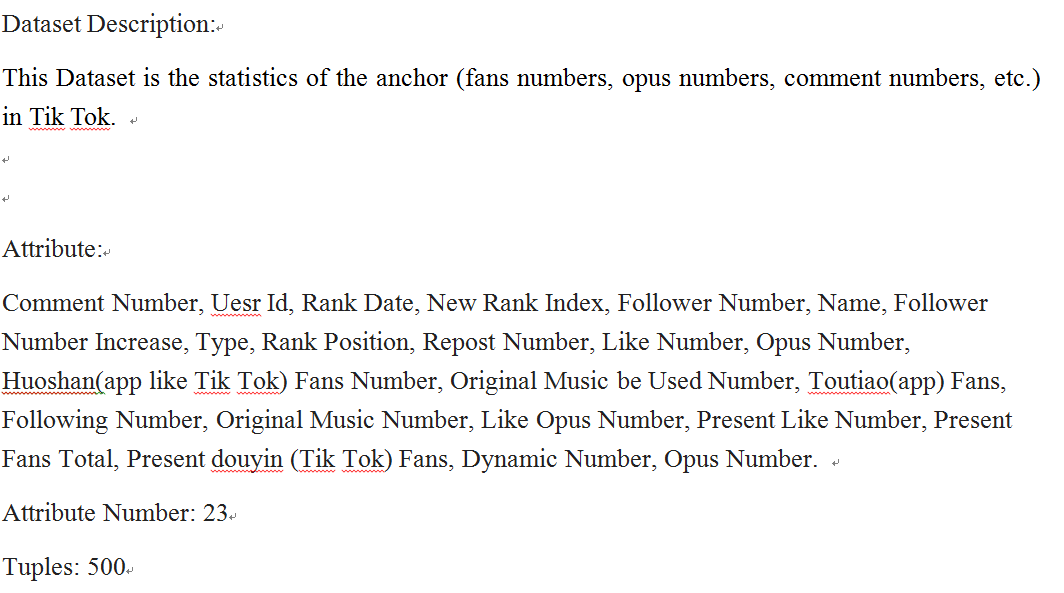 Dataset Description:
This Dataset is the statistics of the anchor (fans numbers, opus numbers, comment numbers, etc.)
in Tik Tok.
Attribute:
Comment Number, Uesr Id, Rank Date, New Rank Index, Follower Number, Name, Follower
Number Increase, Type, Rank Position, Repost Number, Like Number, Opus Number,
Huoshan(app like Tik Tok) Fans Number, Original Music be Used Number, Toutiao(app) Fans,
Following Number, Original Music Number, Like Opus Number, Present Like Number, Present
Fans Total, Present douyin (Tik Tok) Fans, Dynamic Number, Opus Number.
Attribute Number: 23
Tuples: 500